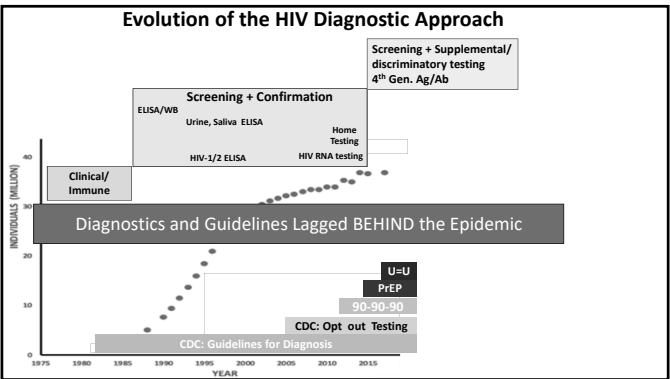 Evolution of the HIV Diagnostic Approach
Screening + Supplemental/
discriminatory testing
4th Gen. Ag/Ab
Screening + Confirmation
ELISA/WB
Urine, Saliva ELISA
Home
Testing
HIV-1/2 ELISA
HIV RNA testing
Clinical/
Immune
INDIVIDUALS (MILLION)
40
30
Diagnostics and Guidelines Lagged BEHIND the Epidemic
20
U=U
PrEP
10
90-90-90
CDC: Opt out Testing
CDC: Guidelines for Diagnosis
0
1975 1980 1985 1990 1995 2000 2005 2010 2015
YEAR